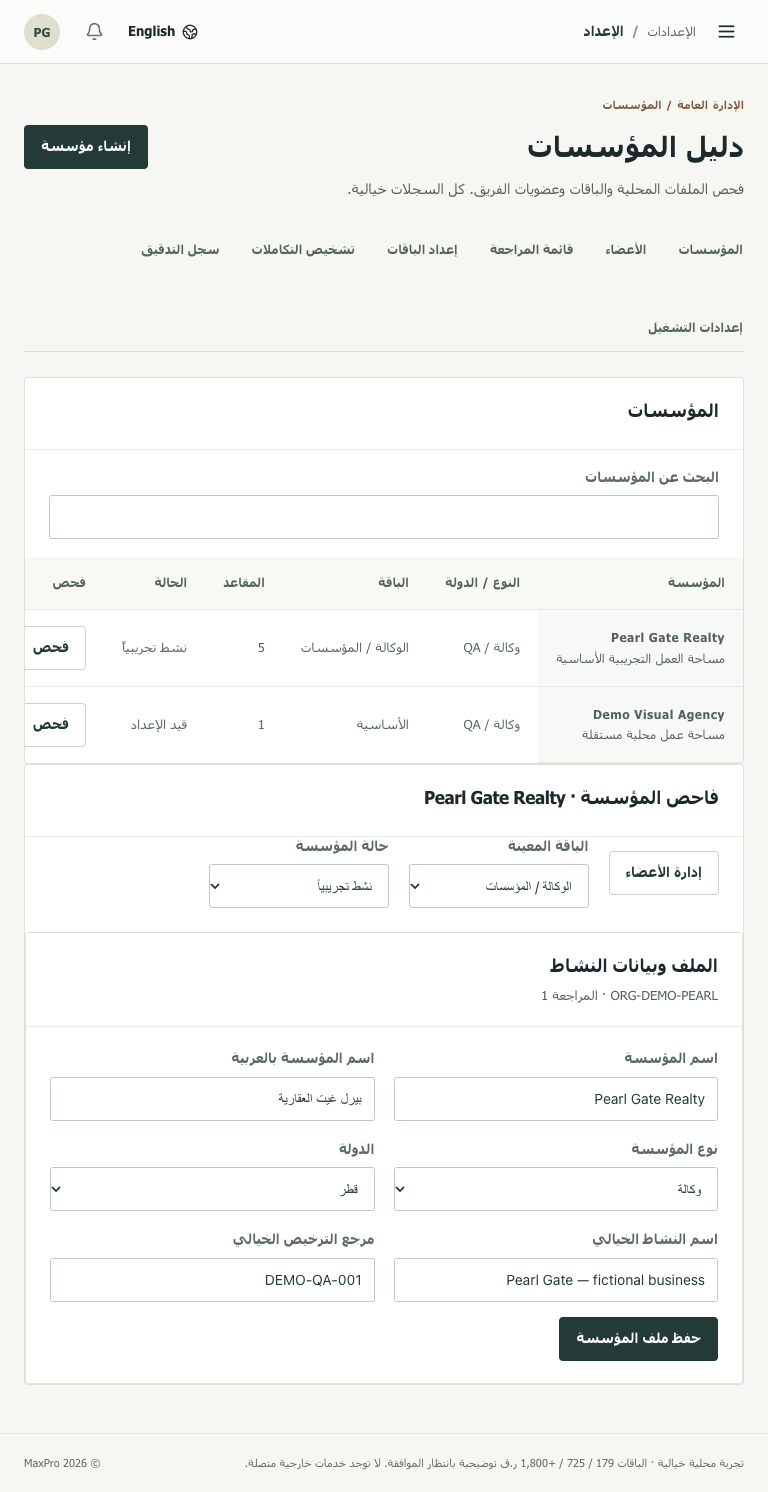 الإعدادات / الإعداد
English
PG
الإدارة العامة / المؤسسات
دليل المؤسسات
إنشاء مؤسسة
فحص الملفات المحلية والباقات وعضويات الفريق. كل السجلات خيالية.
المؤسسات الأعضاء قائمة المراجعة إعداد الباقات تشخيص التكاملات سجل التدقيق
إعدادات التشغيل
المؤسسات
البحث عن المؤسسات
المؤسسة النوع / الدولة الباقة المقاعد الحالة فحص
Pearl Gate Realty
مساحة العمل التجريبية الأساسية
وكالة / QA الوكالة / المؤسسات 5 نشط تجريبياً فحص
Demo Visual Agency
مساحة عمل محلية مستقلة
وكالة / QA الأساسية 1 قيد الإعداد فحص
فاحص المؤسسة · Pearl Gate Realty
إدارة الأعضاء
الباقة المعينة حالة المؤسسة
الوكالة / المؤسسات نشط تجريبياً
الملف وبيانات النشاط
ORG-DEMO-PEARL · المراجعة 1
اسم المؤسسة اسم المؤسسة بالعربية
Pearl Gate Realty بيرل غيت العقارية
نوع المؤسسة الدولة
وكالة قطر
اسم النشاط الخيالي مرجع الترخيص الخيالي
Pearl Gate — fictional business DEMO-QA-001
حفظ ملف المؤسسة
تجربة محلية خيالية · الباقات 179 / 725 / +1,800 ر.ق توضيحية بانتظار الموافقة. لا توجد خدمات خارجية متصلة.
MaxPro 2026 ©